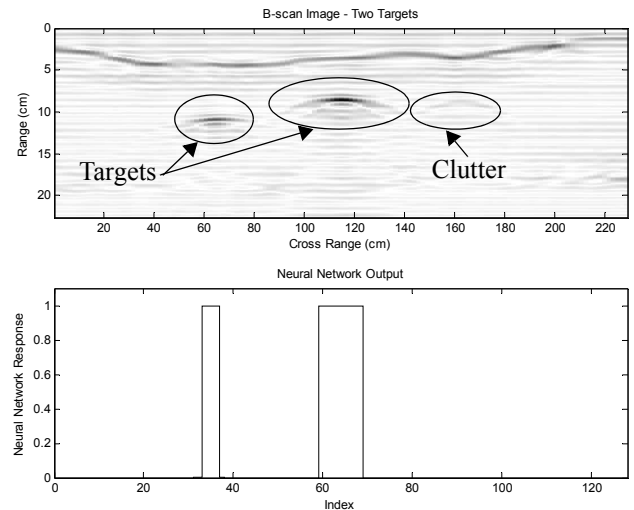 B-scan Image - Two Targets
0
5
10
15
20
Range (cm)
Targets
Clutter
0 20 40 60 80 100 120 140 160 180 200 220
Cross Range (cm)
Neural Network Output
1
0.8
0.6
0.4
0.2
0
Neural Network Response
0 20 40 60 80 100 120
Index